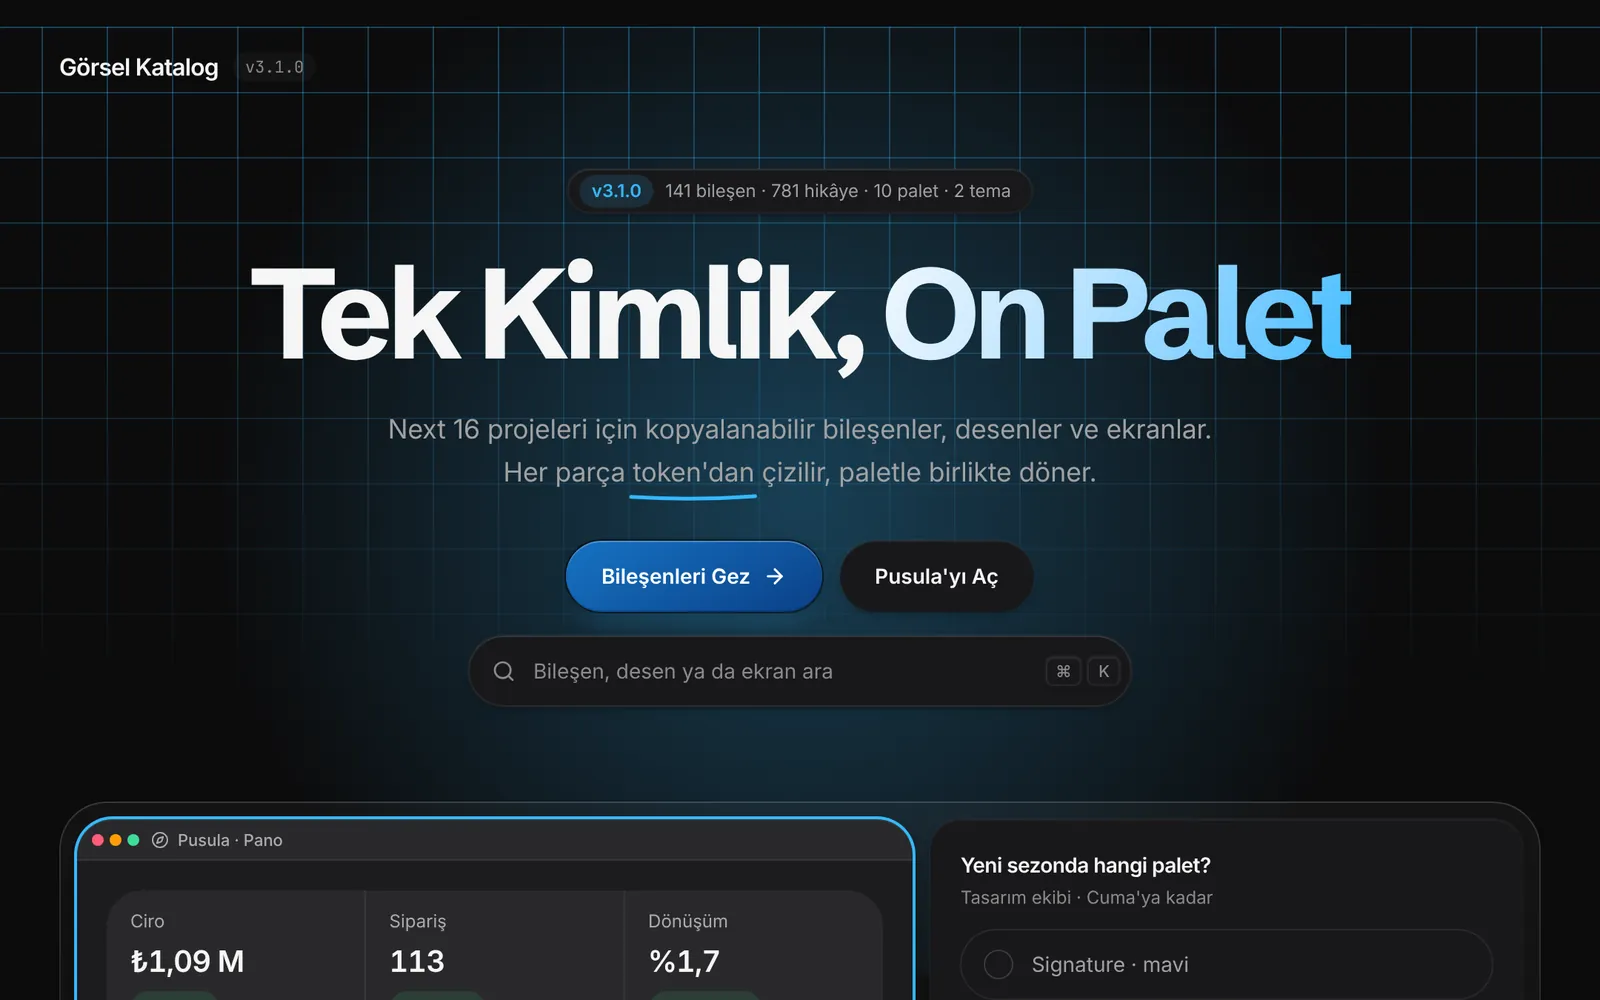 Görsel Katalog v3.1.0
v3.1.0 141 bileşen · 781 hikâye · 10 palet · 2 tema
Tek Kimlik, On Palet
Next 16 projeleri için kopyalanabilir bileşenler, desenler ve ekranlar.
Her parça token'dan çizilir, paletle birlikte döner.
Bileşenleri Gez → Pusula'yı Aç
Bileşen, desen ya da ekran ara ⌘ K
Pusula · Pano
Ciro Sipariş Dönüşüm
₺1,09 M 113 %1,7
Yeni sezonda hangi palet?
Tasarım ekibi · Cuma'ya kadar
Signature · mavi